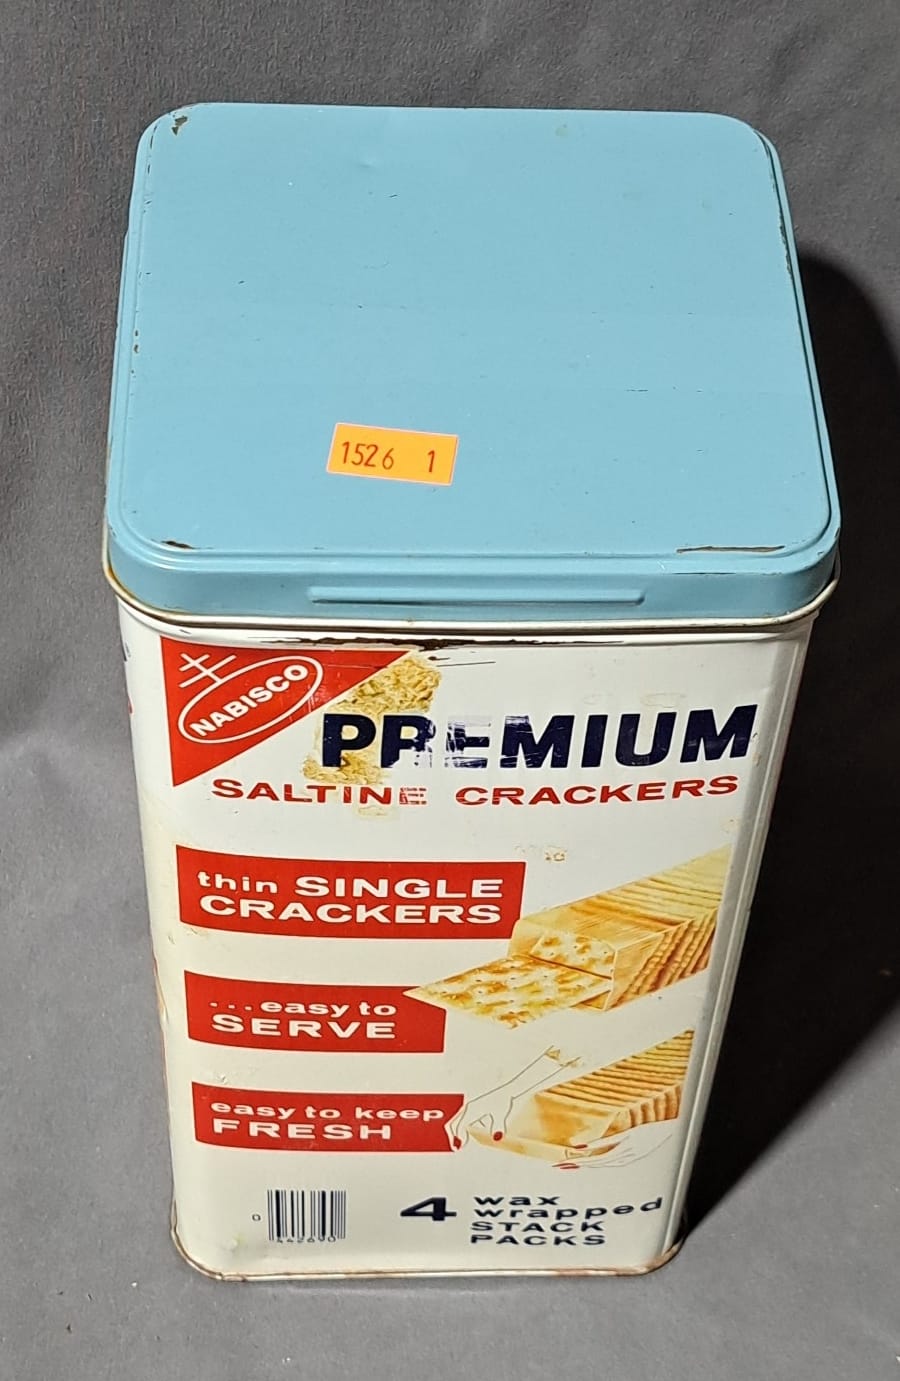 1526 1
NABISCO
PREMIUM
SALTINE CRACKERS
thin SINGLE
CRACKERS
...easy to
SERVE
easy to keep
FRESH
0
4 wax
wrapped
STACK
PACKS